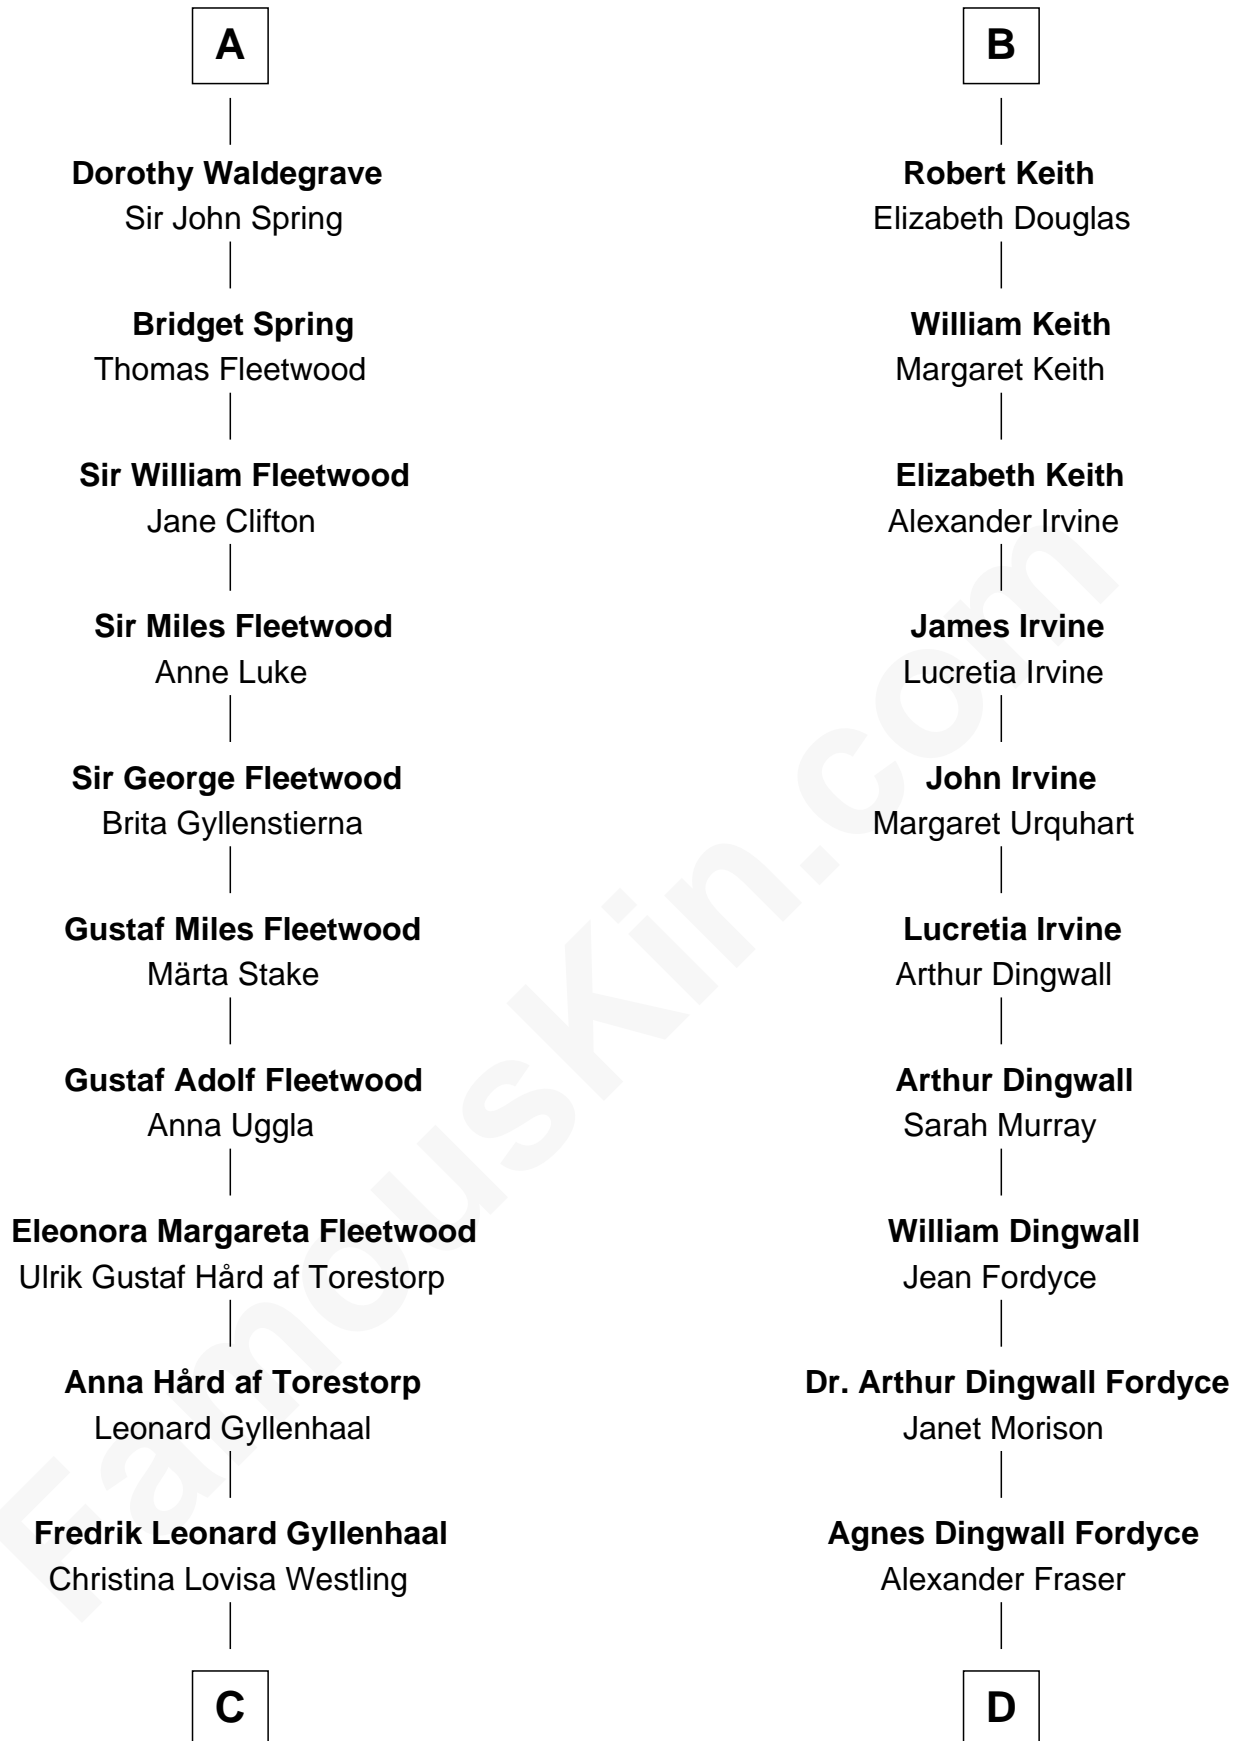 A
Dorothy Waldegrave
Sir John Spring
Bridget Spring
Thomas Fleetwood
Sir William Fleetwood
Jane Clifton
Sir Miles Fleetwood
Anne Luke
Sir George Fleetwood
Brita Gyllenstierna
Gustaf Miles Fleetwood
Märta Stake
Gustaf Adolf Fleetwood
Anna Uggla
Eleonora Margareta Fleetwood
Ulrik Gustaf Hård af Torestorp
Anna Hård af Torestorp
Leonard Gyllenhaal
Fredrik Leonard Gyllenhaal
Christina Lovisa Westling
C
B
Robert Keith
Elizabeth Douglas
William Keith
Margaret Keith
Elizabeth Keith
Alexander Irvine
James Irvine
Lucretia Irvine
John Irvine
Margaret Urquhart
Lucretia Irvine
Arthur Dingwall
Arthur Dingwall
Sarah Murray
William Dingwall
Jean Fordyce
Dr. Arthur Dingwall Fordyce
Janet Morison
Agnes Dingwall Fordyce
Alexander Fraser
D
FamousKin.com